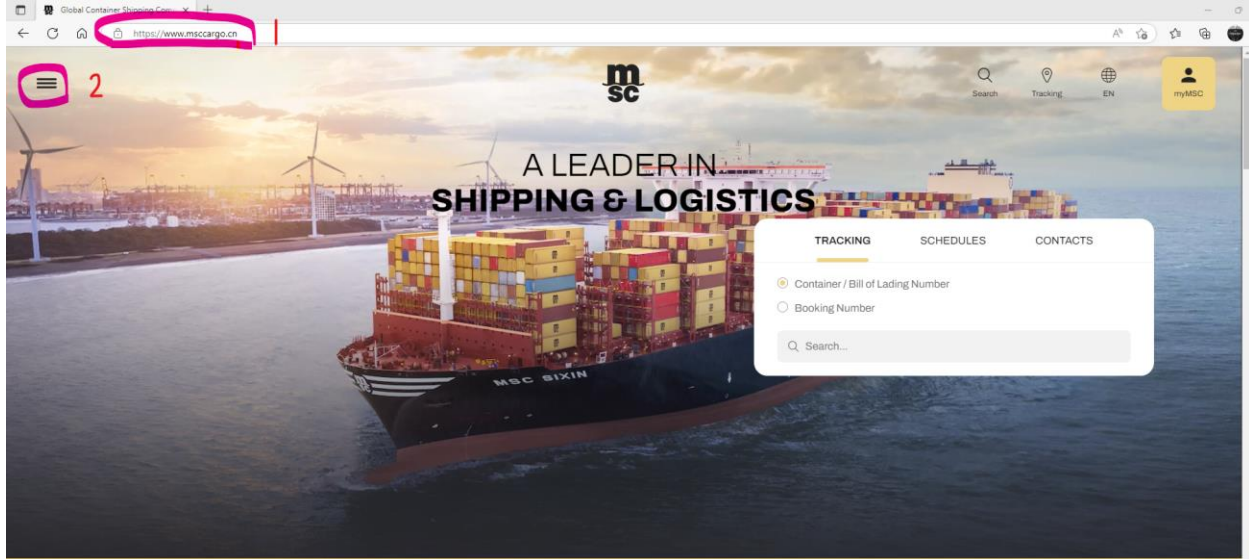 Global Container Shipping Com
https://www.msccargo.cn
1
2
msc
Search
Tracking
EN
myMSC
A LEADER IN
SHIPPING & LOGISTICS
TRACKING SCHEDULES CONTACTS
Container / Bill of Lading Number
Booking Number
Search...
MSC SIXIN